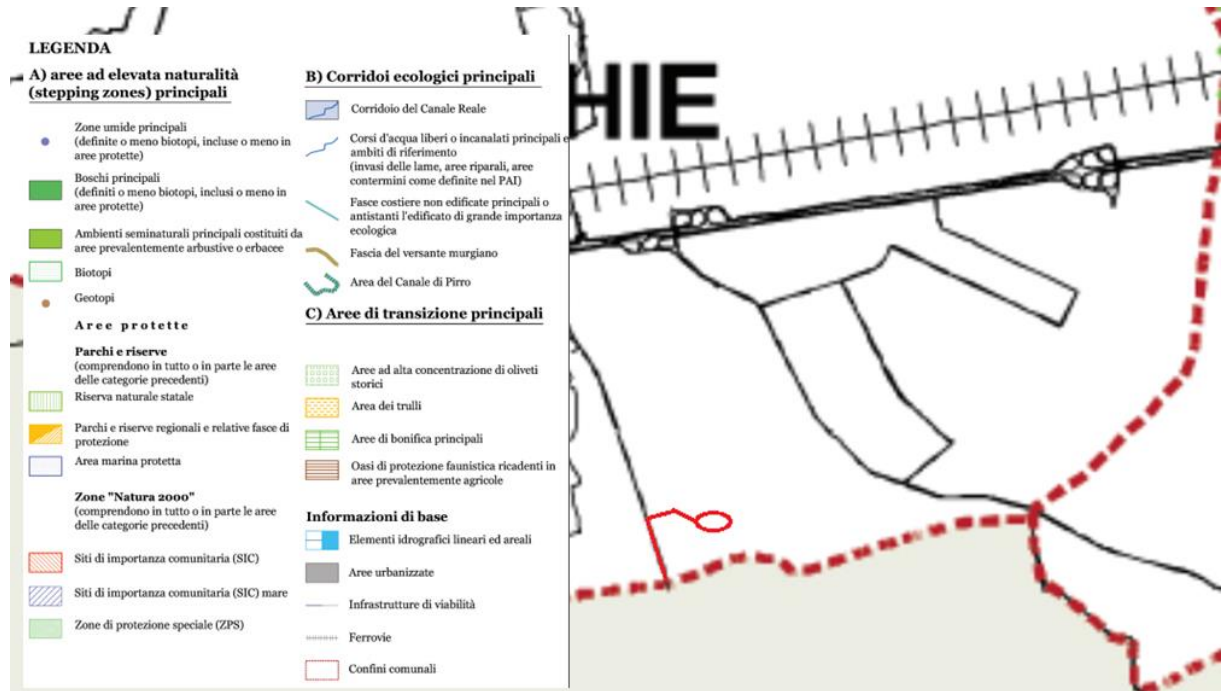 LEGENDA
A) aree ad elevata naturalità
(stepping zones) principali
Zone umide principali
(definite o meno biotopi, incluse o meno in
aree protette)
Boschi principali
(definiti o meno biotopi, inclusi o meno in
aree protette)
Ambienti seminaturali principali costituiti da
aree prevalentemente arbustive o erbacee
Biotopi
Geotopi
Aree protette
Parchi e riserve
(comprendono in tutto o in parte le aree
delle categorie precedenti)
Riserva naturale statale
Parchi e riserve regionali e relative fasce di
protezione
Area marina protetta
Zone "Natura 2000"
(comprendono in tutto o in parte le aree
delle categorie precedenti)
Siti di importanza comunitaria (SIC)
Siti di importanza comunitaria (SIC) mare
Zone di protezione speciale (ZPS)
B) Corridoi ecologici principali
Corridoio del Canale Reale
Corsi d'acqua liberi o incanalati principali e
ambiti di riferimento
(invasi delle lame, aree riparali, aree
contermini come definite nel PAI)
Fasce costiere non edificate principali o
antistanti l'edificato di grande importanza
ecologica
Fascia del versante murgiano
Area del Canale di Pirro
C) Aree di transizione principali
Aree ad alta concentrazione di oliveti
storici
Area dei trulli
Aree di bonifica principali
Oasi di protezione faunistica ricadenti in
aree prevalentemente agricole
Informazioni di base
Elementi idrografici lineari ed areali
Aree urbanizzate
Infrastrutture di viabilità
Ferrovie
Confini comunali
HIE